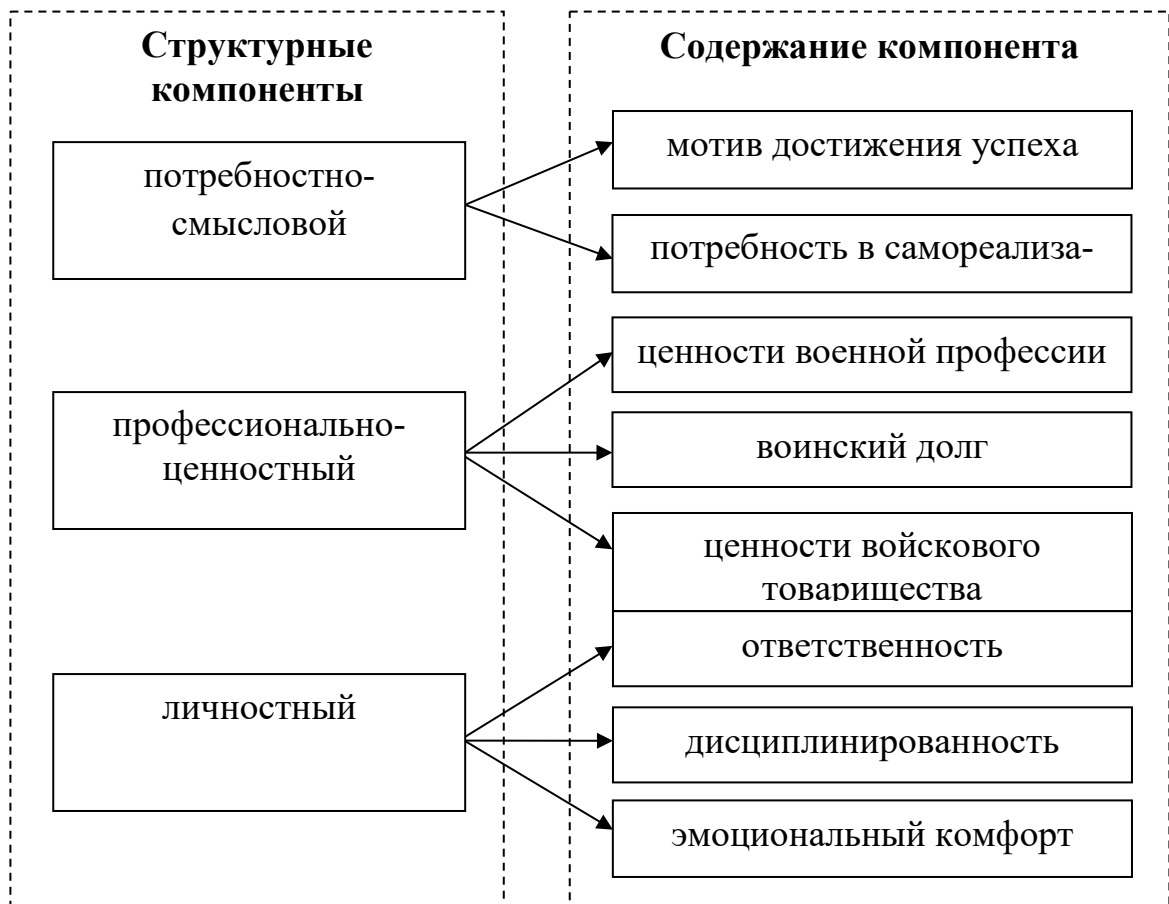 Структурные
компоненты
потребностно-
смысловой
профессионально-
ценностный
личностный
Содержание компонента
мотив достижения успеха
потребность в самореализа-
ценности военной профессии
воинский долг
ценности войскового
товарищества
ответственность
дисциплинированность
эмоциональный комфорт